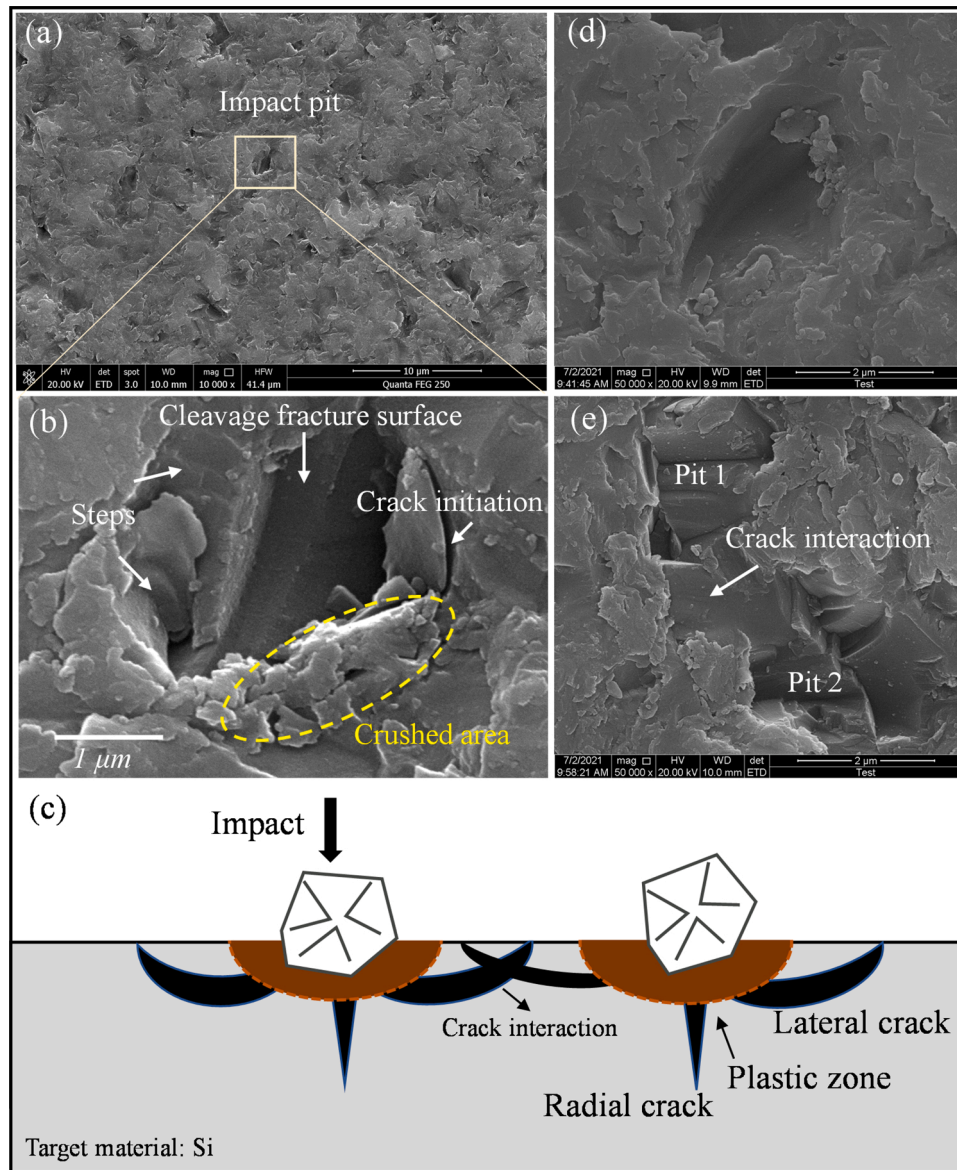 (a)
Impact pit
HV det spot WD mag □ HFW 10 μm
20.00 kV ETD 3.0 10.0 mm 10 000 x 41.4 μm Quanta FEG 250
(d)
7/2/2021 mag □ HV WD det 2 μm
9:41:45 AM 50 000 x 20.00 kV 9.9 mm ETD Test
(b)
Cleavage fracture surface
Steps
Crack initiation
Crushed area
1 μm
(e)
Pit 1
Crack interaction
Pit 2
7/2/2021 mag □ HV WD det 2 μm
9:58:21 AM 50 000 x 20.00 kV 10.0 mm ETD Test
(c)
Impact
Crack interaction
Lateral crack
Plastic zone
Radial crack
Target material: Si